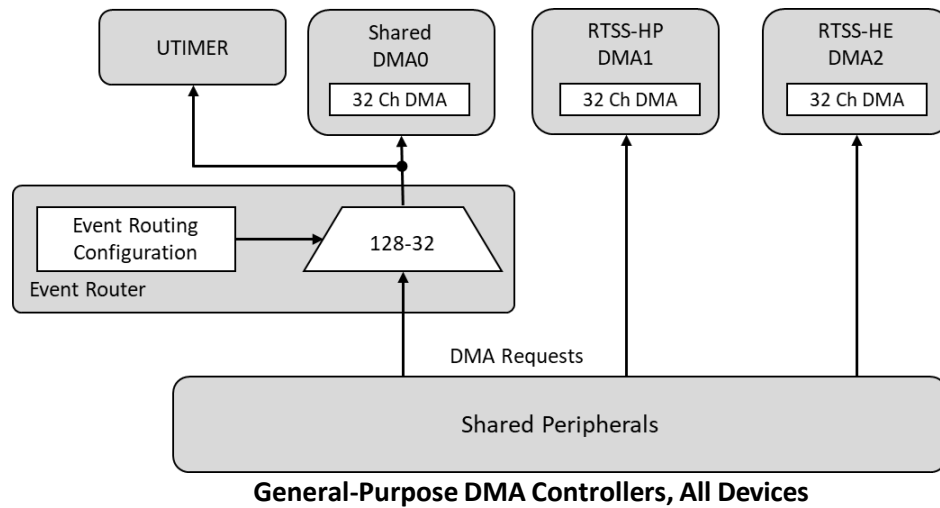 UTIMER
Shared
DMA0
32 Ch DMA
RTSS-HP
DMA1
32 Ch DMA
RTSS-HE
DMA2
32 Ch DMA
Event Routing
Configuration
128-32
Event Router
DMA Requests
Shared Peripherals
General-Purpose DMA Controllers, All Devices